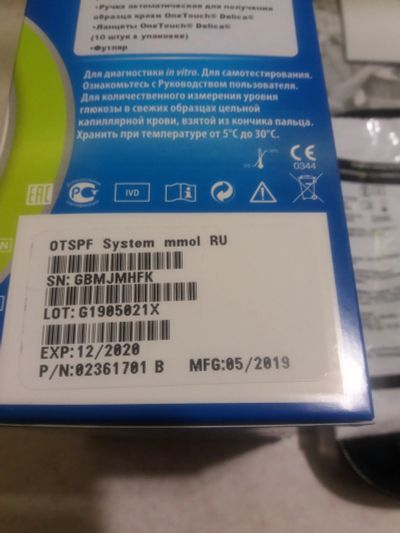 •Ручка автоматическая для получения
образца крови OneTouch® Delica®
•Ланцеты OneTouch® Delica®
(10 штук в упаковке)
•Футляр
Для диагностики in vitro. Для самотестирования.
Ознакомьтесь с Руководством пользователя.
Для количественного измерения уровня
глюкозы в свежих образцах цельной
капиллярной крови, взятой из кончика пальца.
Хранить при температуре от 5°C до 30°C.
CE
0344
EAC
IVD
OTSPF System mmol RU
SN:GBMJMHFK
LOT:G1905021X
EXP:12/2020
P/N:02361701 B MFG:05/2019